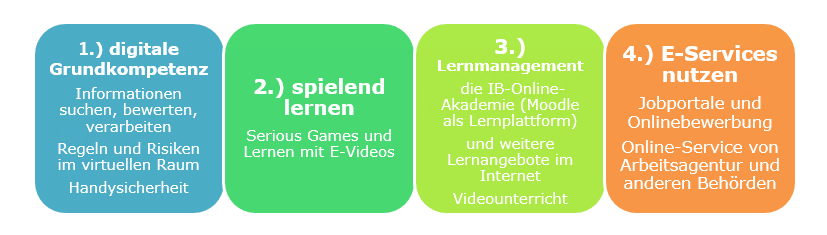 1.) digitale
Grundkompetenz
Informationen
suchen, bewerten,
verarbeiten
Regeln und Risiken
im virtuellen Raum
Handysicherheit
2.) spielend
lernen
Serious Games und
Lernen mit E-Videos
3.)
Lernmanagement
die IB-Online-
Akademie (Moodle
als Lernplattform)
und weitere
Lernangebote im
Internet
Videounterricht
4.) E-Services
nutzen
Jobportale und
Onlinebewerbung
Online-Service von
Arbeitsagentur und
anderen Behörden